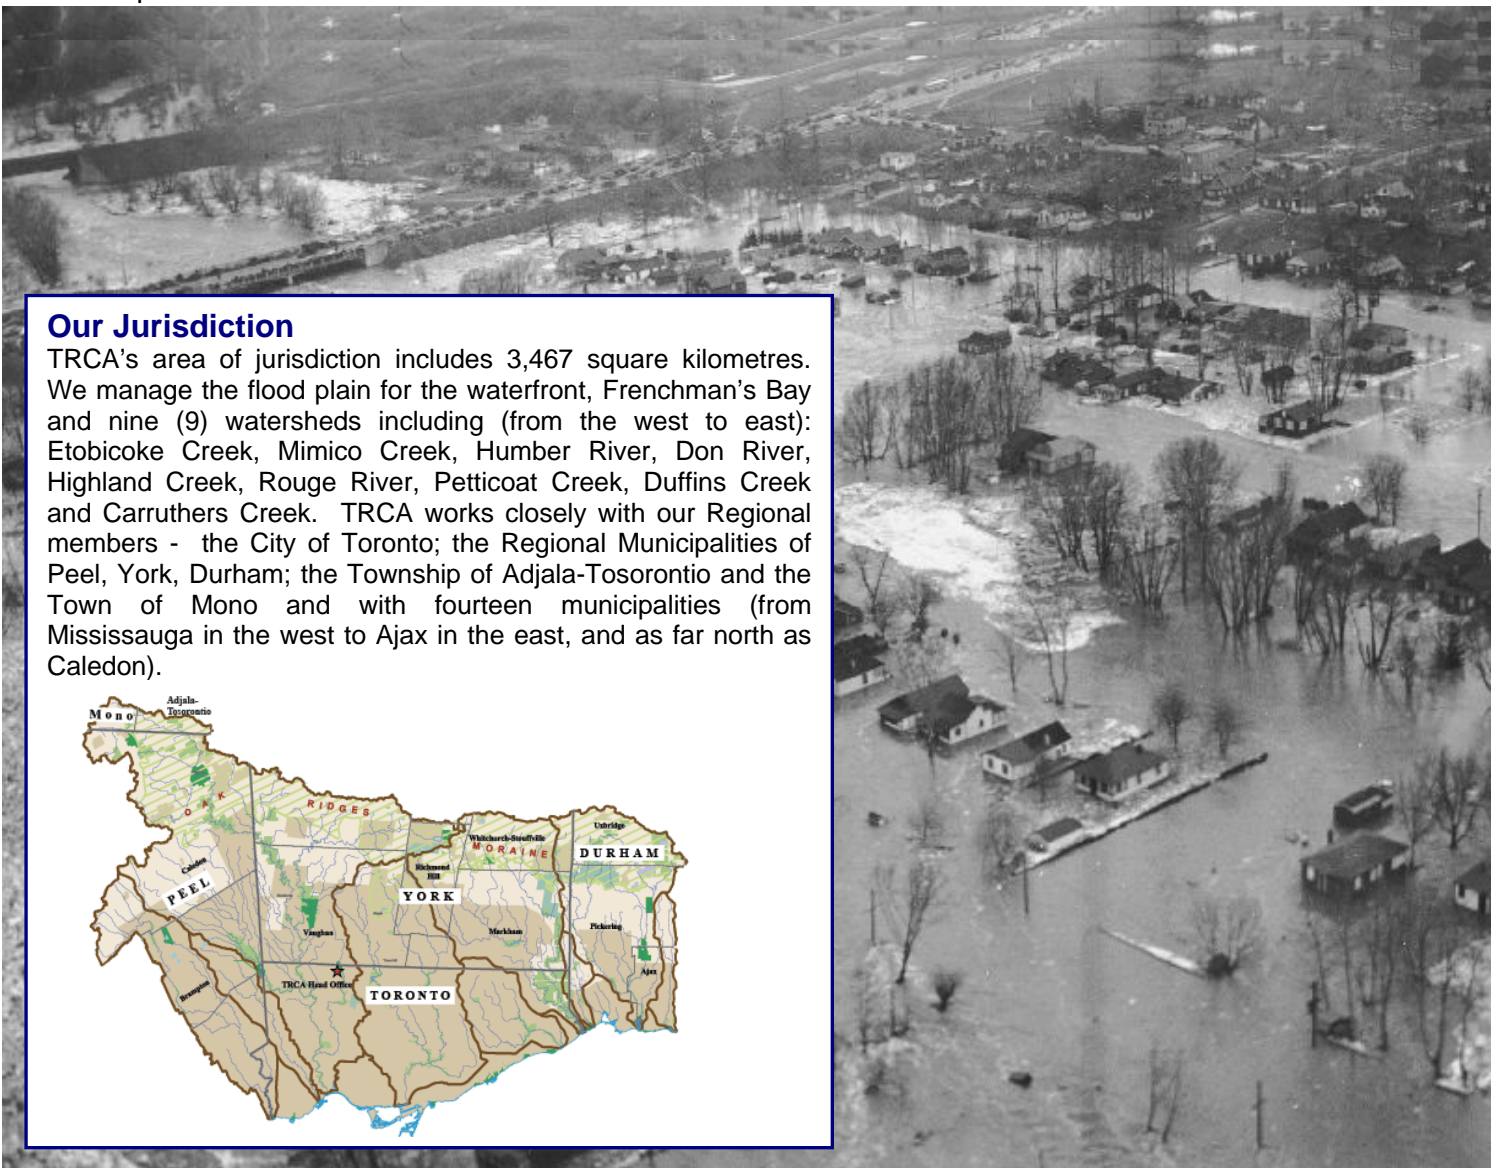 Our Jurisdiction
TRCA's area of jurisdiction includes 3,467 square kilometres.
We manage the flood plain for the waterfront, Frenchman's Bay
and nine (9) watersheds including (from the west to east):
Etobicoke Creek, Mimico Creek, Humber River, Don River,
Highland Creek, Rouge River, Petticoat Creek, Duffins Creek
and Carruthers Creek.  TRCA works closely with our Regional
members -  the City of Toronto; the Regional Municipalities of
Peel, York, Durham; the Township of Adjala-Tosorontio and the
Town of Mono and with fourteen municipalities (from
Mississauga in the west to Ajax in the east, and as far north as
Caledon).
Adjala-
Tosorontio
Mono
OAK
RIDGES
MORAINE
Uxbridge
Whitchurch-Stouffville
DURHAM
Caledon
Richmond
Hill
PEEL
YORK
Vaughan
Markham
Pickering
Ajax
TRCA Head Office
Brampton
TORONTO